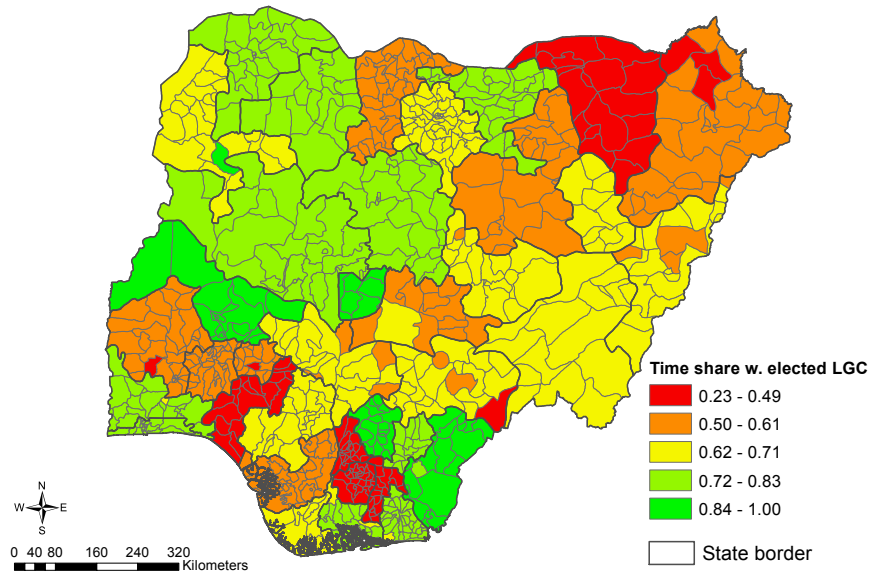 Time share w. elected LGC
0.23 - 0.49
0.50 - 0.61
0.62 - 0.71
0.72 - 0.83
0.84 - 1.00
State border
N
W E
S
0 40 80 160 240 320
Kilometers